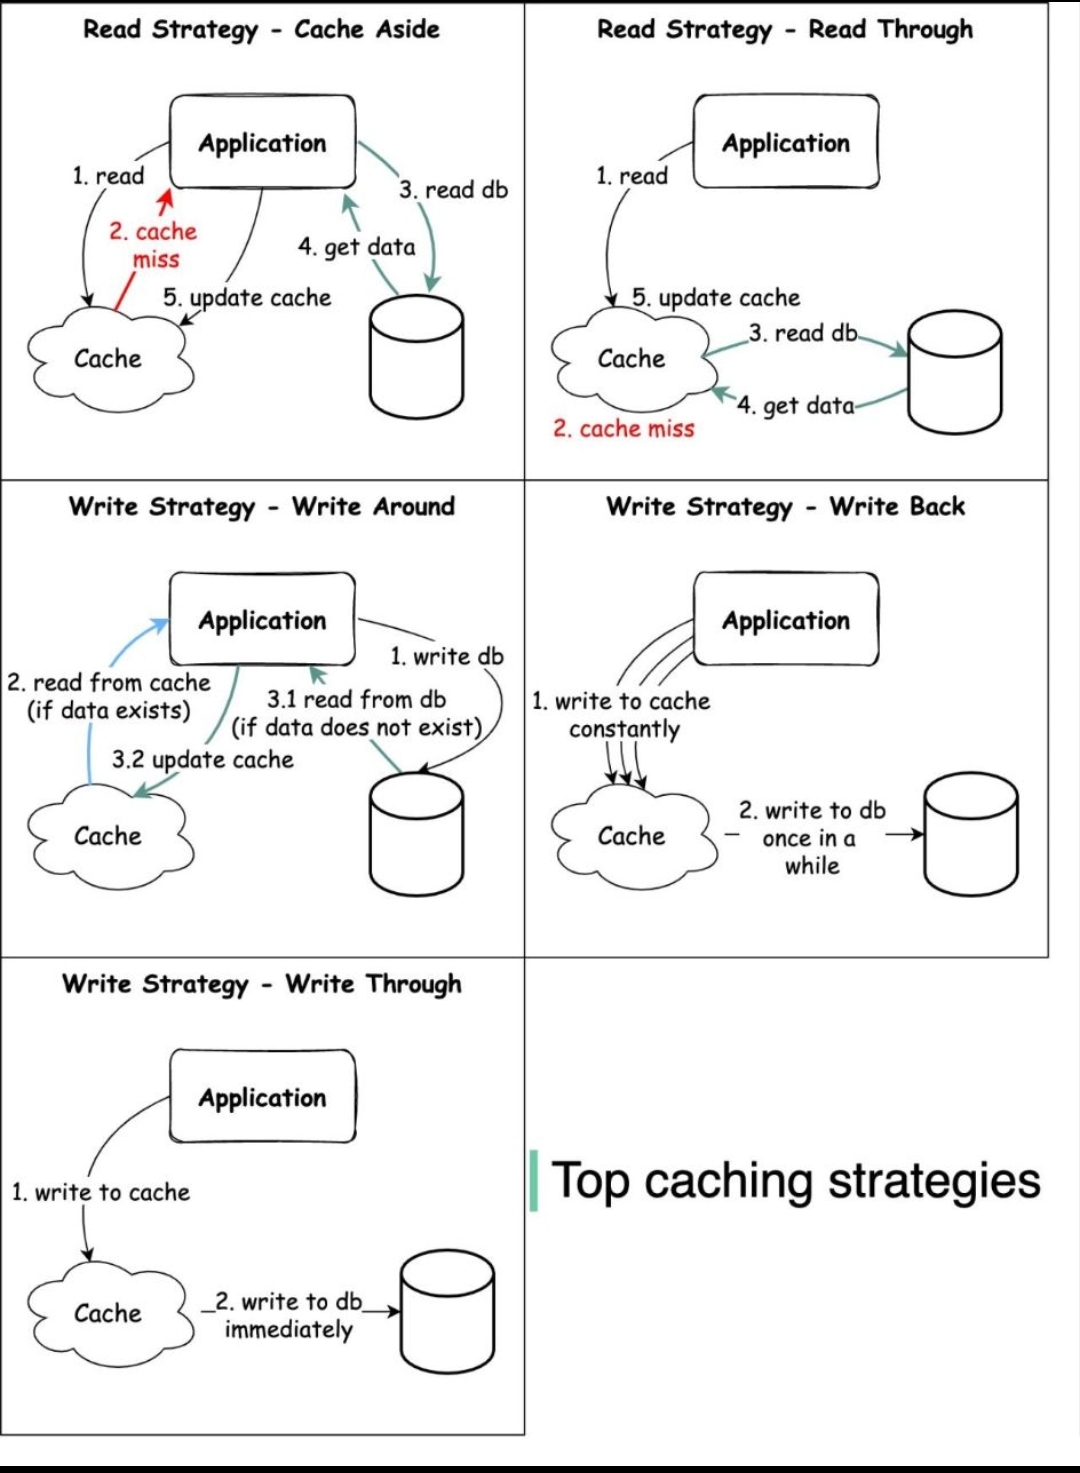 Read Strategy - Cache Aside
Application
1. read
2. cache
miss
3. read db
4. get data
5. update cache
Cache
Read Strategy - Read Through
Application
1. read
5. update cache
3. read db
Cache
4. get data
2. cache miss
Write Strategy - Write Around
Application
1. write db
2. read from cache
(if data exists)
3.1 read from db
(if data does not exist)
3.2 update cache
Cache
Write Strategy - Write Back
Application
1. write to cache
constantly
Cache
2. write to db
once in a
while
Write Strategy - Write Through
Application
1. write to cache
Cache
2. write to db
immediately
Top caching strategies